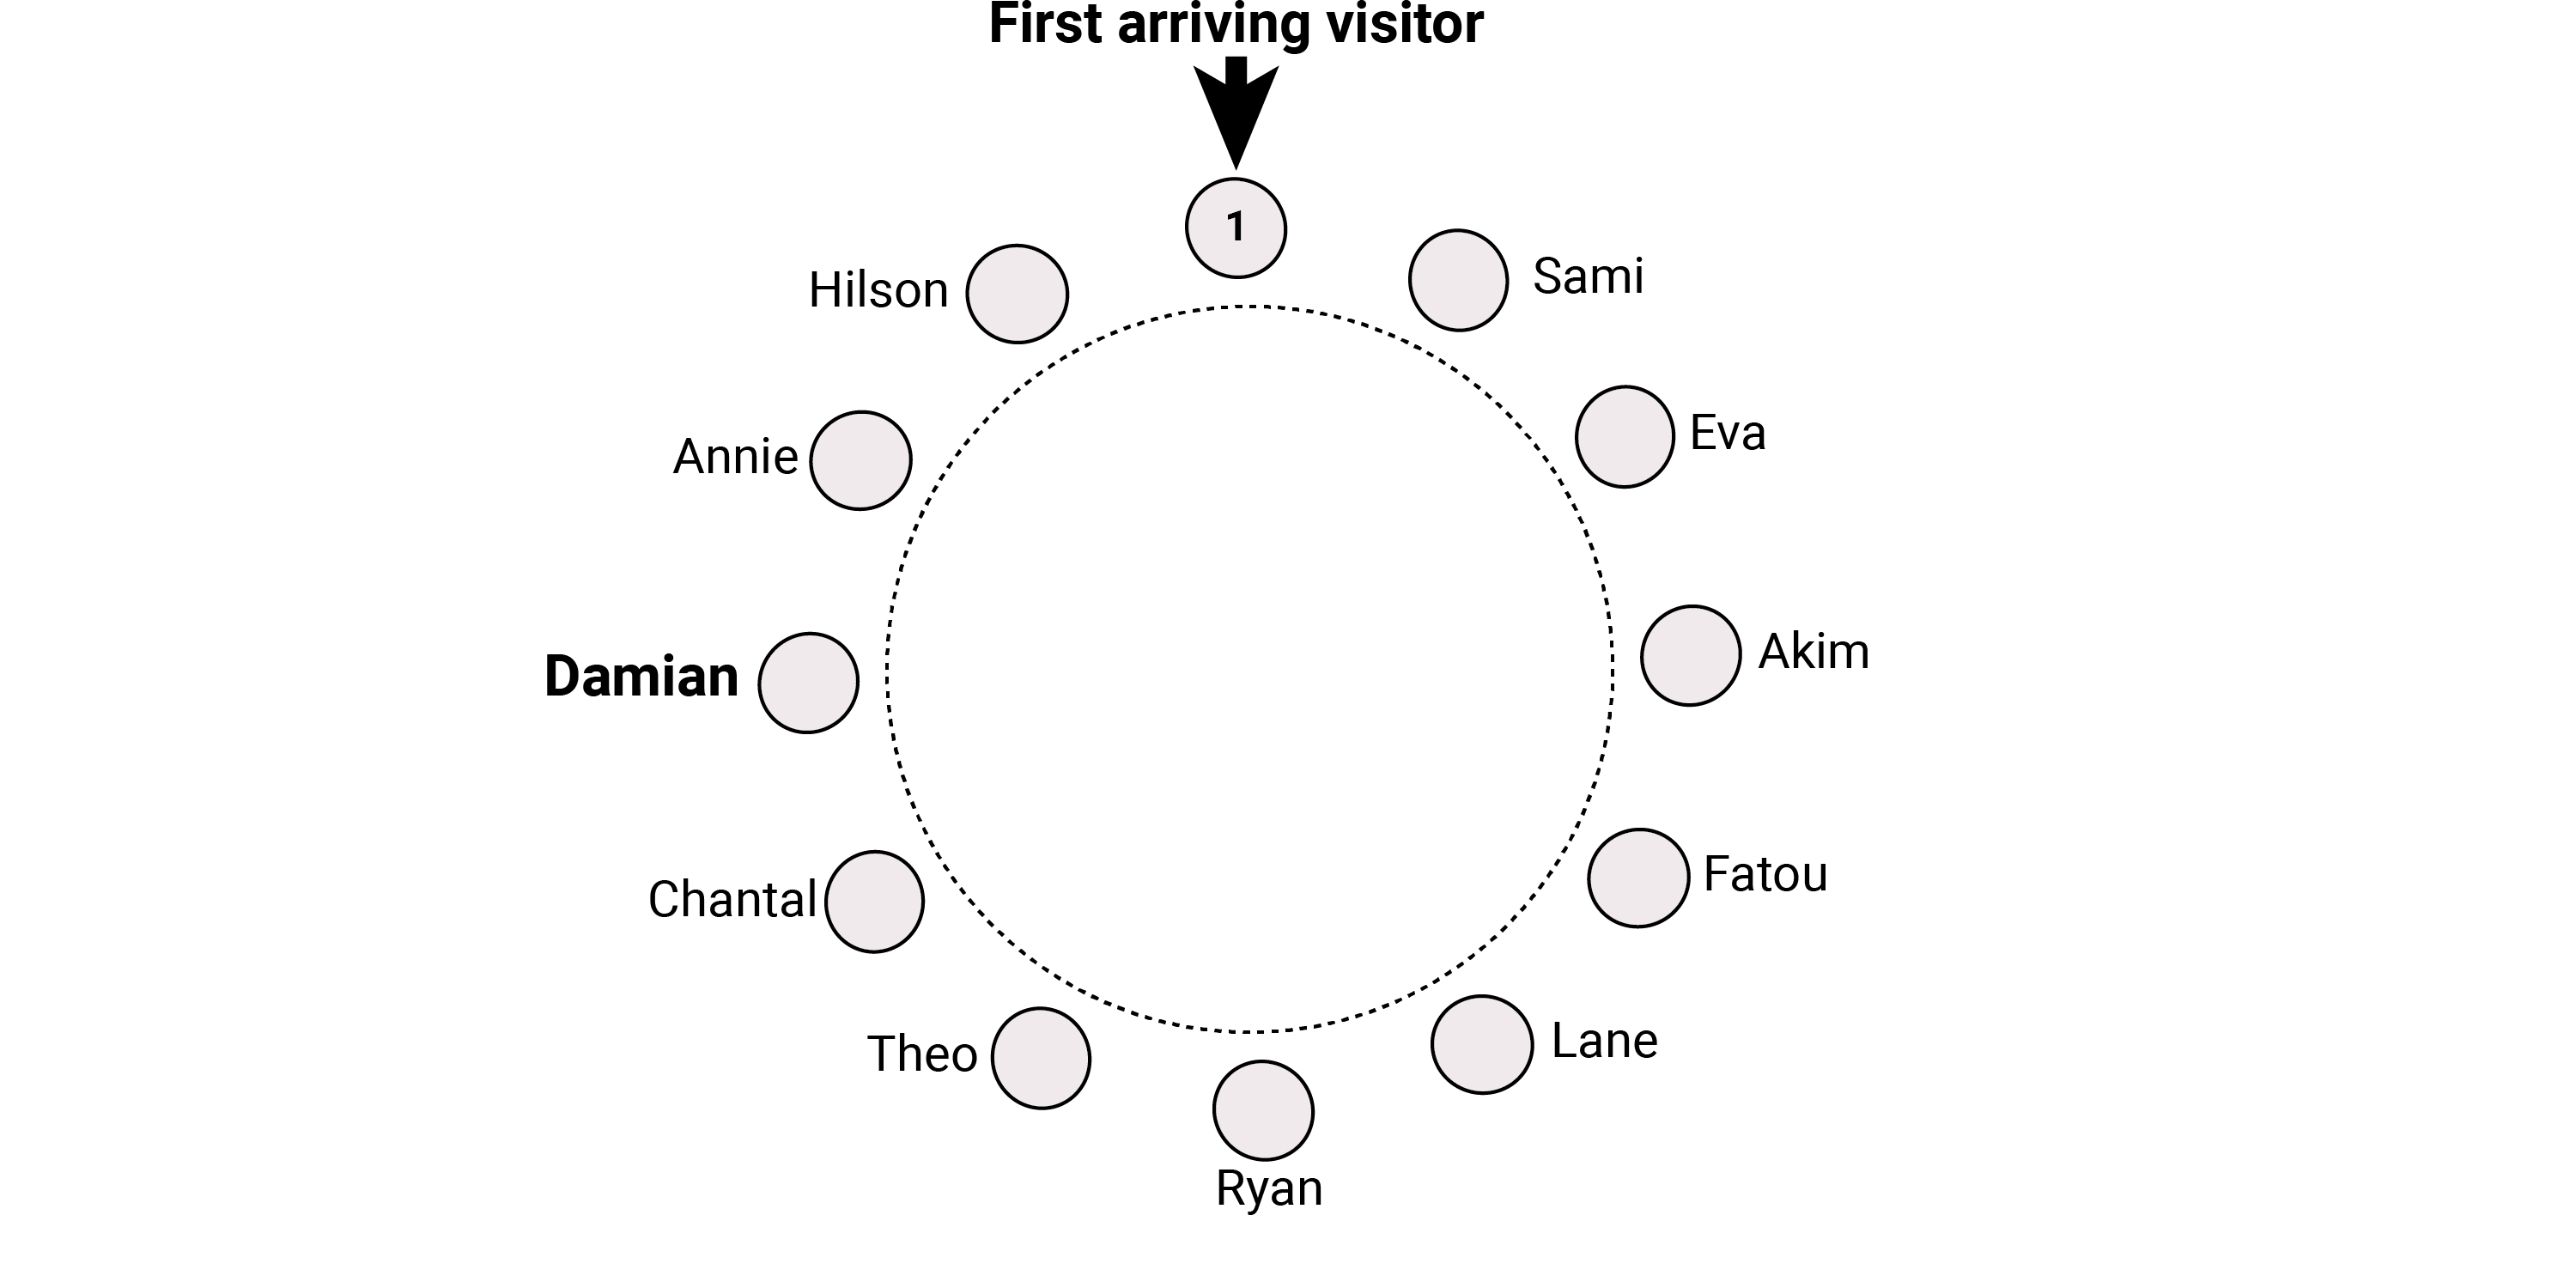 First arriving visitor
1
Sami
Hilson
Eva
Annie
Akim
Damian
Fatou
Chantal
Lane
Theo
Ryan